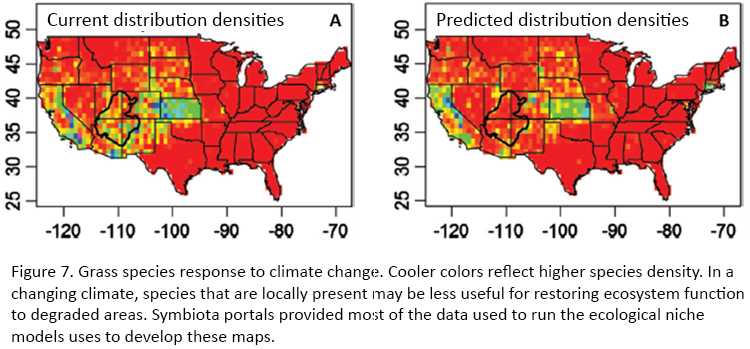 Current distribution densities A
Predicted distribution densities B
50
45
40
35
30
25
-120 -110 -100 -90 -80 -70
50
45
40
35
30
25
-120 -110 -100 -90 -80 -70
Figure 7. Grass species response to climate change. Cooler colors reflect higher species density. In a
changing climate, species that are locally present may be less useful for restoring ecosystem function
to degraded areas. Symbiota portals provided most of the data used to run the ecological niche
models uses to develop these maps.